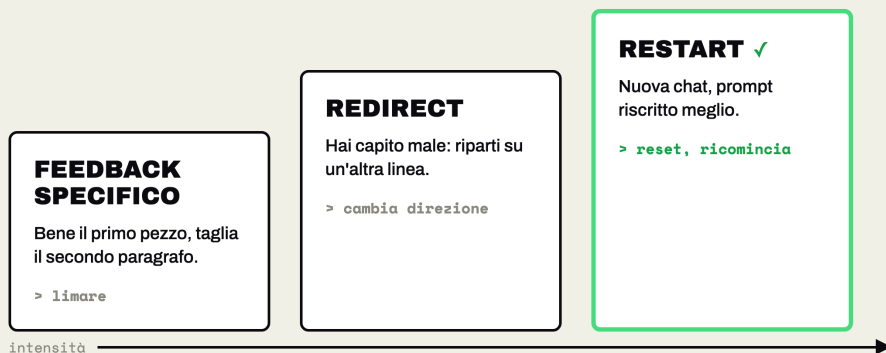 FEEDBACK
SPECIFICO
Bene il primo pezzo, taglia
il secondo paragrafo.
> limare
REDIRECT
Hai capito male: riparti su
un'altra linea.
> cambia direzione
RESTART ✓
Nuova chat, prompt
riscritto meglio.
> reset, ricomincia
intensità